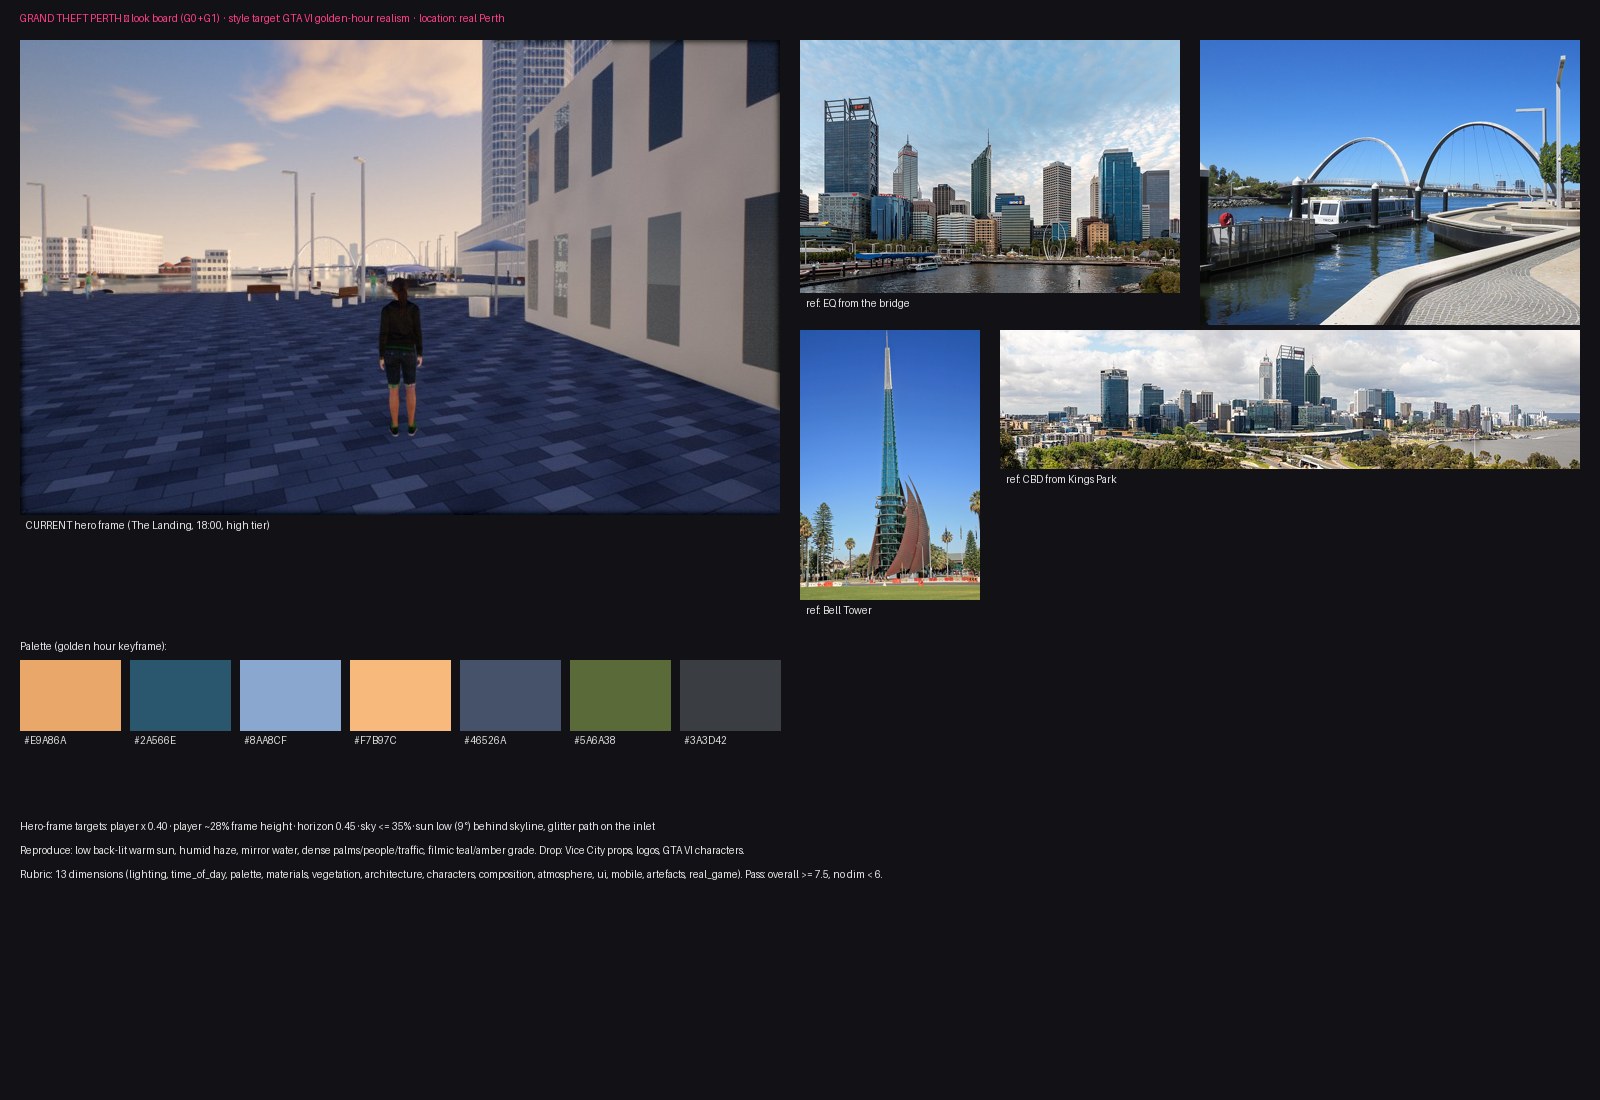 GRAND THEFT PERTH look board (G0+G1) · style target: GTA VI golden-hour realism · location: real Perth
ref: EQ from the bridge
ref: CBD from Kings Park
CURRENT hero frame (The Landing, 18:00, high tier)
ref: Bell Tower
Palette (golden hour keyframe):
#E9A86A
#2A566E
#8AA8CF
#F7B97C
#46526A
#5A6A38
#3A3D42
Hero-frame targets: player x 0.40 · player ~28% frame height · horizon 0.45 · sky <= 35% · sun low (9°) behind skyline, glitter path on the inlet
Reproduce: low back-lit warm sun, humid haze, mirror water, dense palms/people/traffic, filmic teal/amber grade. Drop: Vice City props, logos, GTA VI characters.
Rubric: 13 dimensions (lighting, time_of_day, palette, materials, vegetation, architecture, characters, composition, atmosphere, ui, mobile, artefacts, real_game). Pass: overall >= 7.5, no dim < 6.